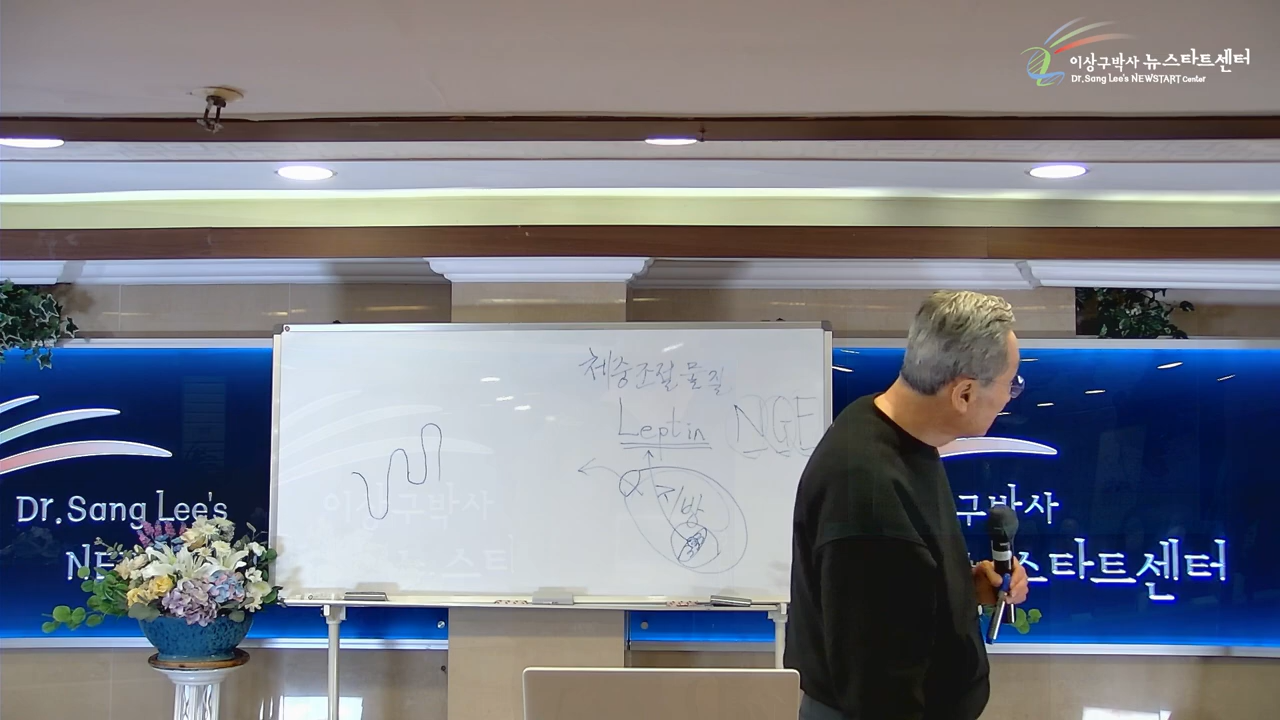 이상구박사 뉴스타트센터
Dr. Sang Lee's NEWSTART Center
체중조절물질
Leptin
NGE
지방
Dr. Sang Lee's
NE
구박사
스타트센터